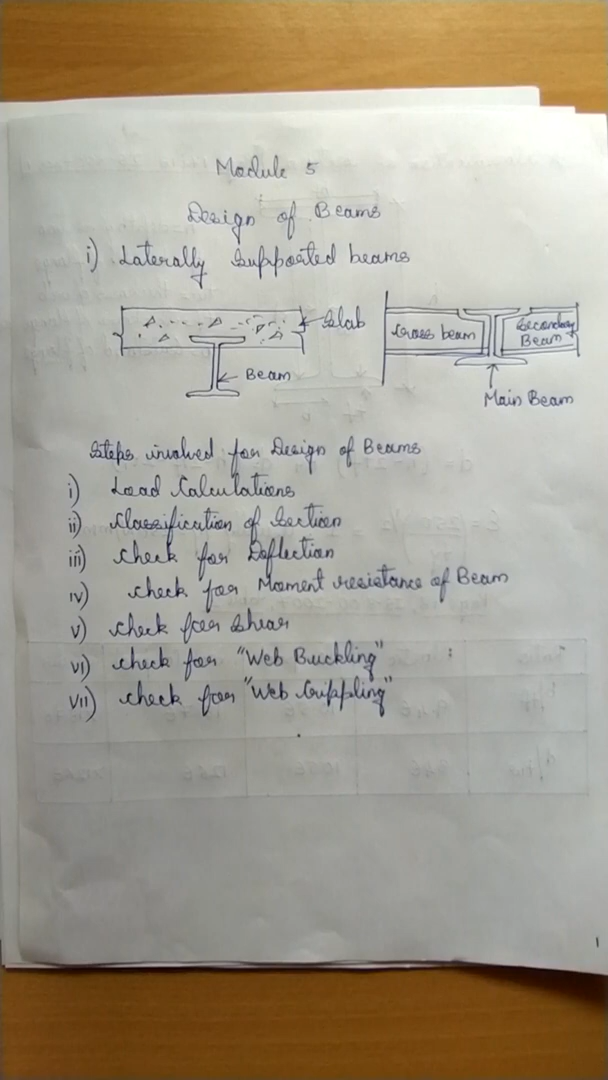 Module 5
Design of Beams
i) Laterally Supported beams
Slab
Beam
Cross beam
Secondary
Beam
Main Beam
Steps involved for Design of Beams
i) Load Calculations
ii) Classification of Section
iii) check for Deflection
iv) check for Moment resistance of Beam
v) check for Shear
vi) check for "Web Buckling"
vii) check for "Web Crippling"
1